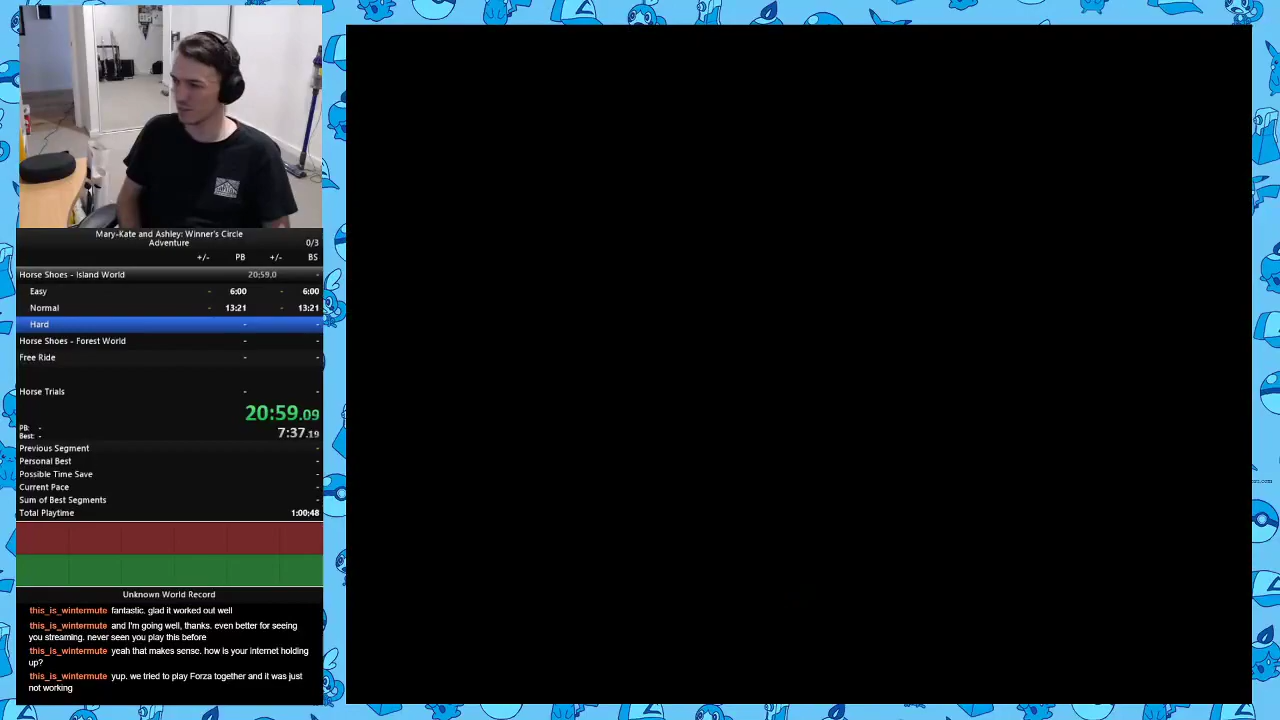 Mary-Kate and Ashley: Winner's Circle
Adventure 0/3
+/- PB +/- BS
Horse Shoes - Island World 20:59.0 -
Easy - 6:00 - 6:00
Normal - 13:21 - 13:21
Hard - -
Horse Shoes - Forest World - -
Free Ride - -
Horse Trials - -
20:59.09
PB: -
Best: -
7:37.19
Previous Segment -
Personal Best -
Possible Time Save -
Current Pace -
Sum of Best Segments -
Total Playtime 1:00:48
Unknown World Record
this_is_wintermute fantastic. glad it worked out well
this_is_wintermute and I'm going well, thanks. even better for seeing
you streaming. never seen you play this before
this_is_wintermute yeah that makes sense. how is your internet holding
up?
this_is_wintermute yup. we tried to play Forza together and it was just
not working